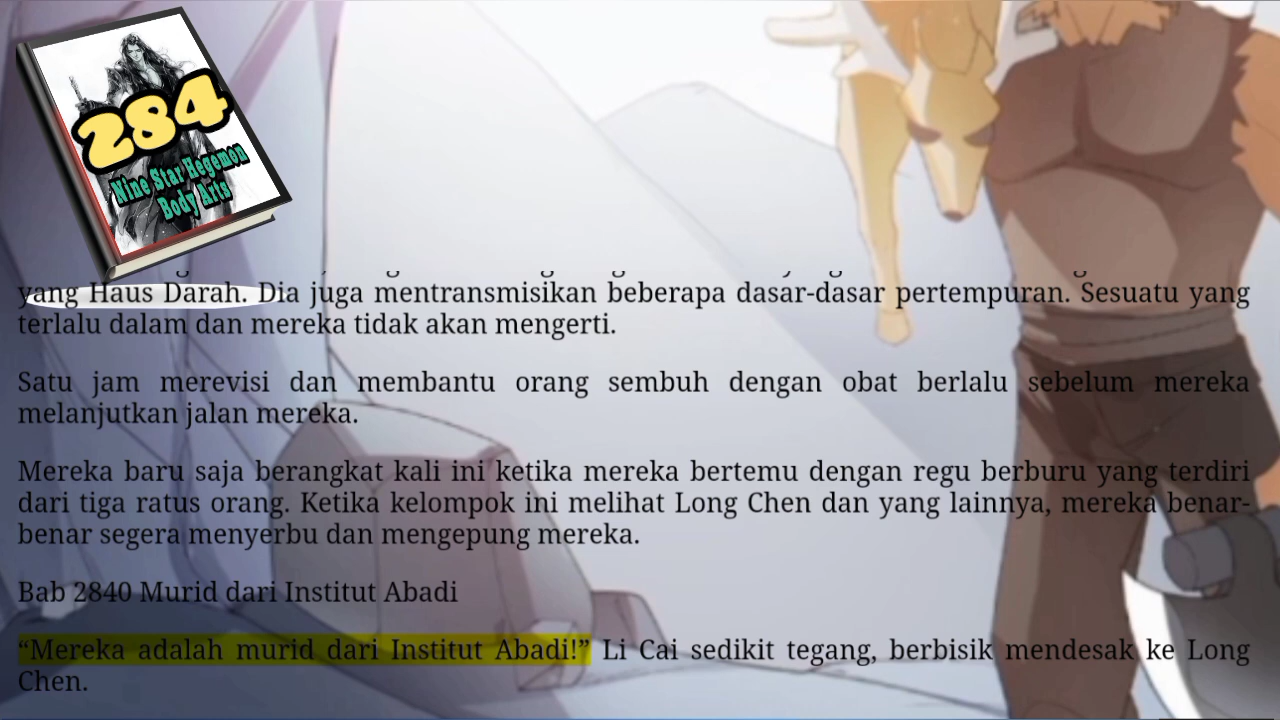 284
Nine Star Hegemon
Body Arts
yang Haus Darah. Dia juga mentransmisikan beberapa dasar-dasar pertempuran. Sesuatu yang
terlalu dalam dan mereka tidak akan mengerti.
Satu jam merevisi dan membantu orang sembuh dengan obat berlalu sebelum mereka
melanjutkan jalan mereka.
Mereka baru saja berangkat kali ini ketika mereka bertemu dengan regu berburu yang terdiri
dari tiga ratus orang. Ketika kelompok ini melihat Long Chen dan yang lainnya, mereka benar-
benar segera menyerbu dan mengepung mereka.
Bab 2840 Murid dari Institut Abadi
“Mereka adalah murid dari Institut Abadi!” Li Cai sedikit tegang, berbisik mendesak ke Long
Chen.